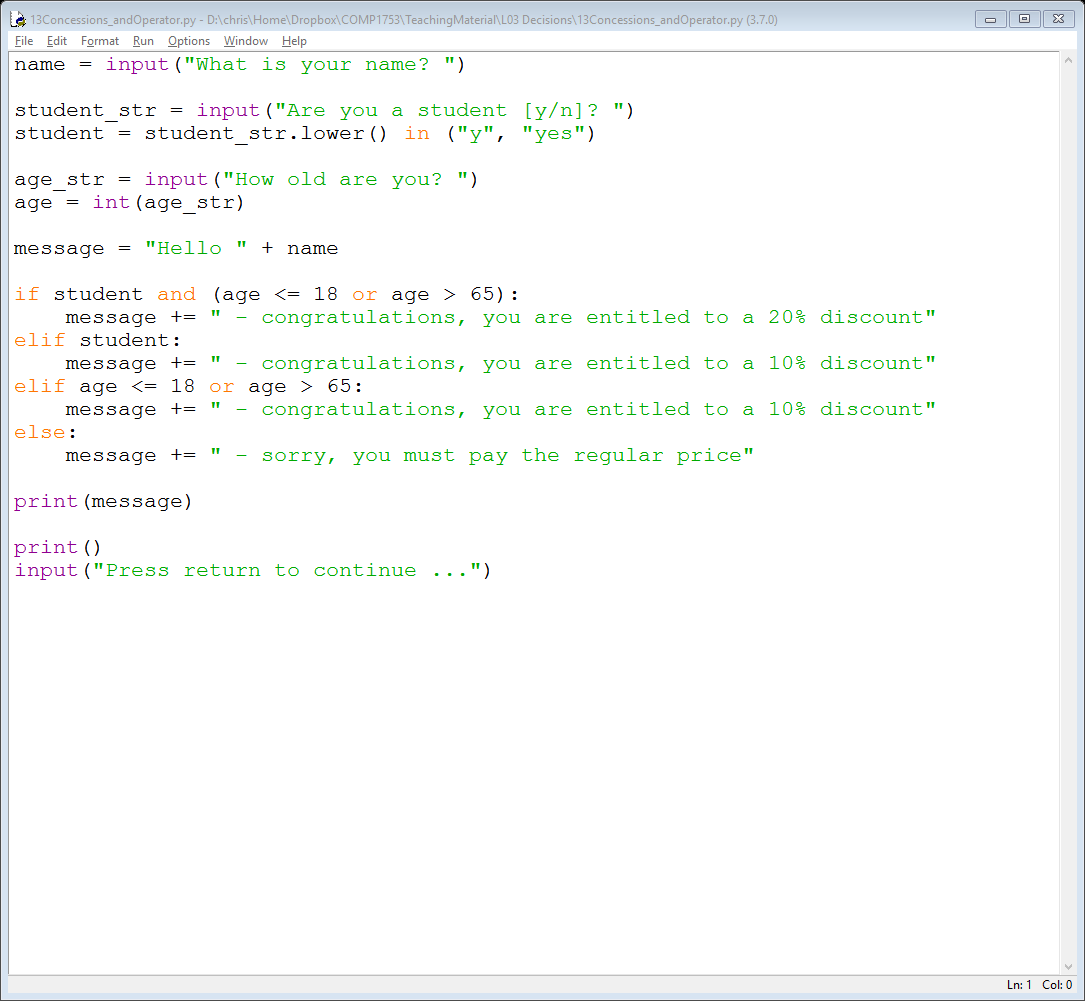 13Concessions_andOperator.py - D:\chris\Home\Dropbox\COMP1753\TeachingMaterial\L03 Decisions\13Concessions_andOperator.py (3.7.0)
File Edit Format Run Options Window Help
name = input("What is your name? ")

student_str = input("Are you a student [y/n]? ")
student = student_str.lower() in ("y", "yes")

age_str = input("How old are you? ")
age = int(age_str)

message = "Hello " + name

if student and (age <= 18 or age > 65):
    message += " - congratulations, you are entitled to a 20% discount"
elif student:
    message += " - congratulations, you are entitled to a 10% discount"
elif age <= 18 or age > 65:
    message += " - congratulations, you are entitled to a 10% discount"
else:
    message += " - sorry, you must pay the regular price"

print(message)

print()
input("Press return to continue ...")
Ln: 1 Col: 0